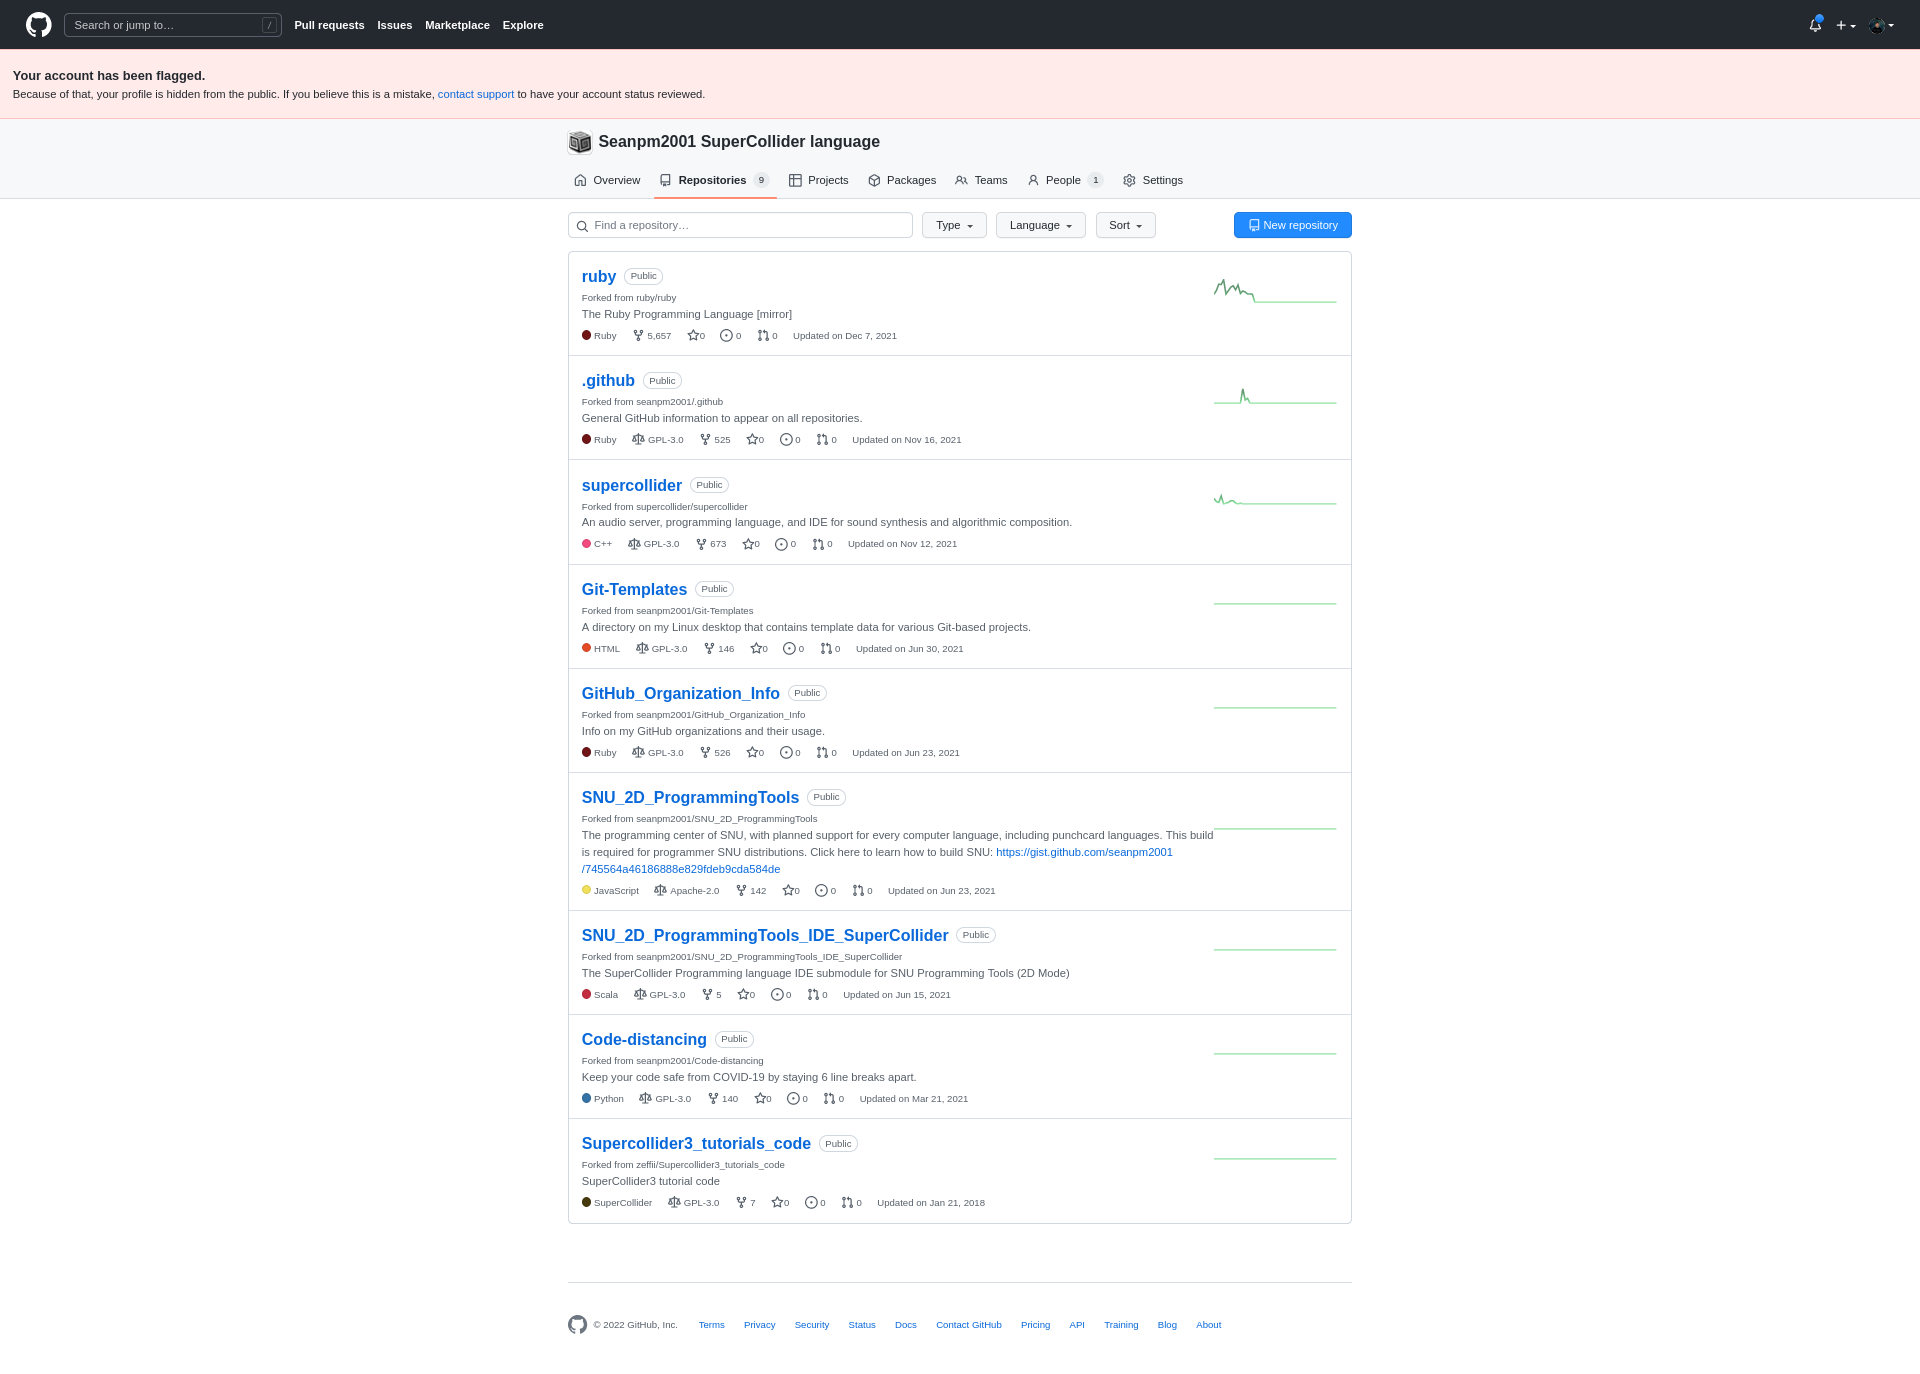 Search or jump to… /
Pull requests Issues Marketplace Explore
Your account has been flagged.
Because of that, your profile is hidden from the public. If you believe this is a mistake, contact support to have your account status reviewed.
Seanpm2001 SuperCollider language
Overview Repositories 9 Projects Packages Teams People 1 Settings
Find a repository… Type Language Sort New repository
ruby Public
Forked from ruby/ruby
The Ruby Programming Language [mirror]
Ruby 5,657 0 0 0 Updated on Dec 7, 2021
.github Public
Forked from seanpm2001/.github
General GitHub information to appear on all repositories.
Ruby GPL-3.0 525 0 0 0 Updated on Nov 16, 2021
supercollider Public
Forked from supercollider/supercollider
An audio server, programming language, and IDE for sound synthesis and algorithmic composition.
C++ GPL-3.0 673 0 0 0 Updated on Nov 12, 2021
Git-Templates Public
Forked from seanpm2001/Git-Templates
A directory on my Linux desktop that contains template data for various Git-based projects.
HTML GPL-3.0 146 0 0 0 Updated on Jun 30, 2021
GitHub_Organization_Info Public
Forked from seanpm2001/GitHub_Organization_Info
Info on my GitHub organizations and their usage.
Ruby GPL-3.0 526 0 0 0 Updated on Jun 23, 2021
SNU_2D_ProgrammingTools Public
Forked from seanpm2001/SNU_2D_ProgrammingTools
The programming center of SNU, with planned support for every computer language, including punchcard languages. This build
is required for programmer SNU distributions. Click here to learn how to build SNU: https://gist.github.com/seanpm2001
/745564a46186888e829fdeb9cda584de
JavaScript Apache-2.0 142 0 0 0 Updated on Jun 23, 2021
SNU_2D_ProgrammingTools_IDE_SuperCollider Public
Forked from seanpm2001/SNU_2D_ProgrammingTools_IDE_SuperCollider
The SuperCollider Programming language IDE submodule for SNU Programming Tools (2D Mode)
Scala GPL-3.0 5 0 0 0 Updated on Jun 15, 2021
Code-distancing Public
Forked from seanpm2001/Code-distancing
Keep your code safe from COVID-19 by staying 6 line breaks apart.
Python GPL-3.0 140 0 0 0 Updated on Mar 21, 2021
Supercollider3_tutorials_code Public
Forked from zeffii/Supercollider3_tutorials_code
SuperCollider3 tutorial code
SuperCollider GPL-3.0 7 0 0 0 Updated on Jan 21, 2018
© 2022 GitHub, Inc. Terms Privacy Security Status Docs Contact GitHub Pricing API Training Blog About